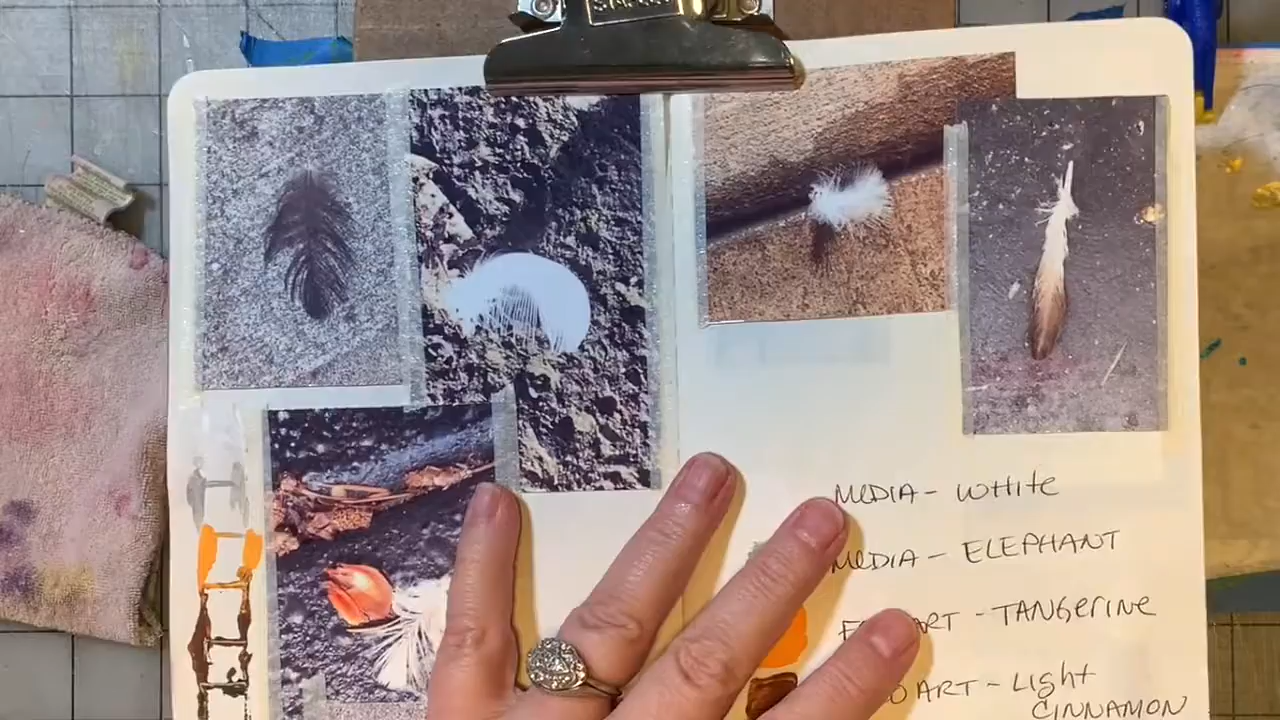 MEDIA - WHITE
MEDIA - ELEPHANT
ART - TANGERINE
ART - Light
CINNAMON